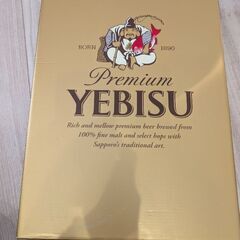 BORN 1890
Premium
YEBISU
Rich and mellow premium beer brewed from
100% fine malt and select hops with
Sapporo's traditional art.